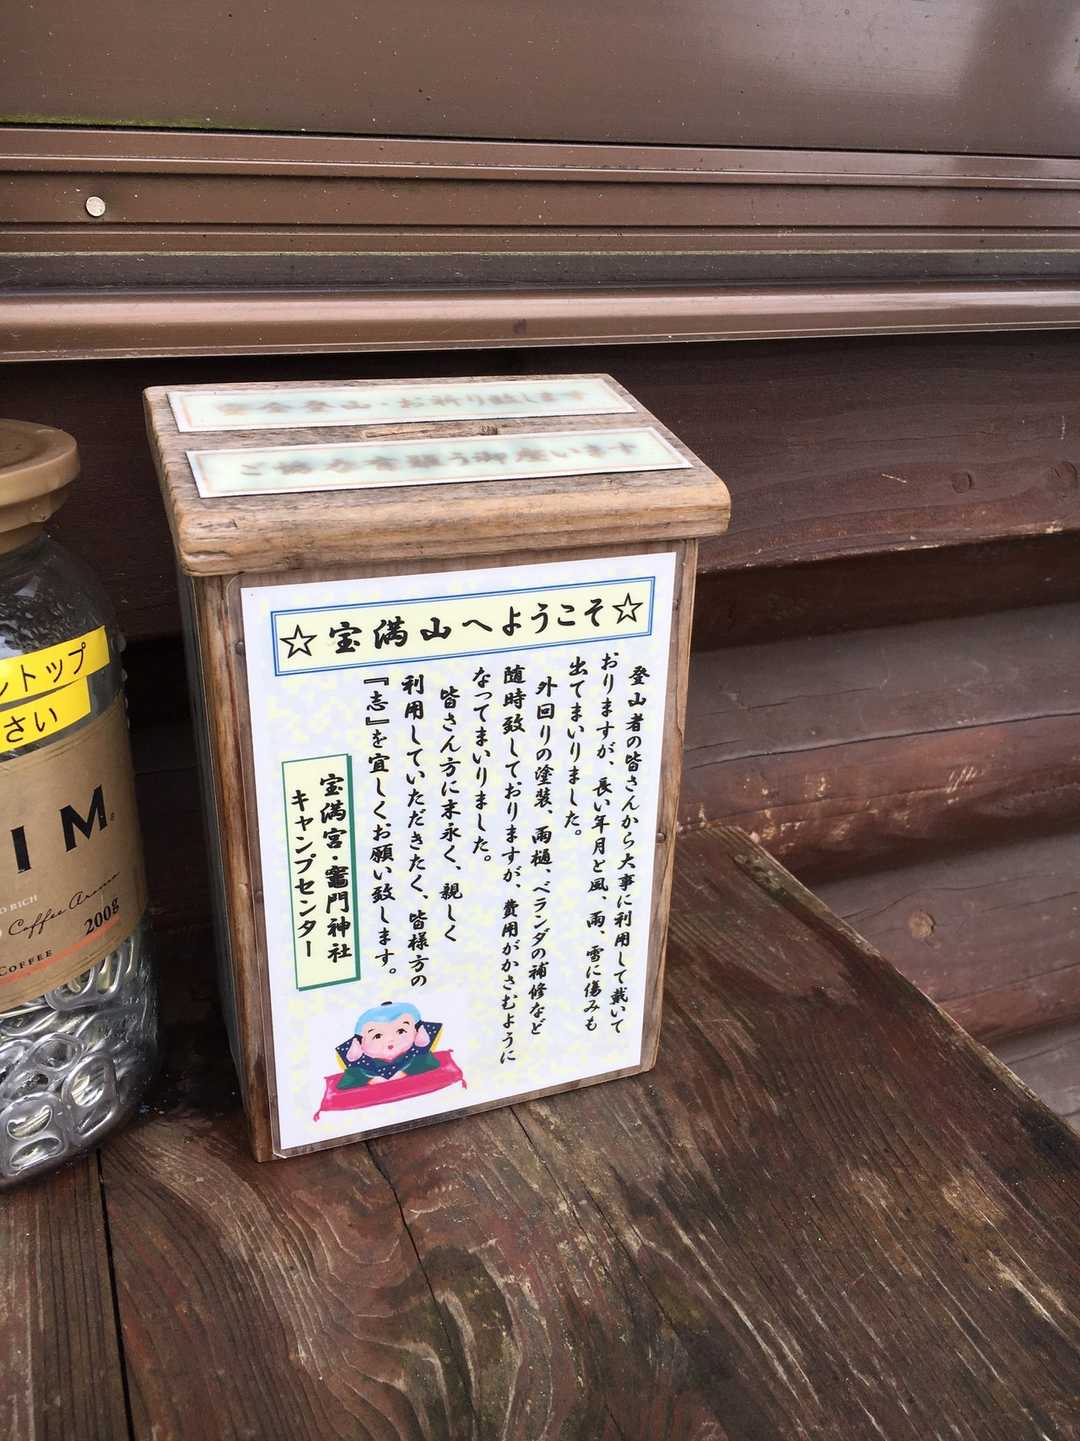 安全登山・お祈り致します
ご協力有難う御座います
☆宝満山へようこそ☆
登山者の皆さんから大事に利用して戴いて
おりますが、長い年月と風、雨、雪に傷みも
出てまいりました。
外回りの塗装、雨樋、ベランダの補修など
随時致しておりますが、費用がかさむように
なってまいりました。
皆さん方に末永く、親しく
利用していただきたく、皆様方の
『志』を宜しくお願い致します。
宝満宮・竈門神社
キャンプセンター
トップ
さい
IM
RICH
Coffee Aroma
200g
COFFEE